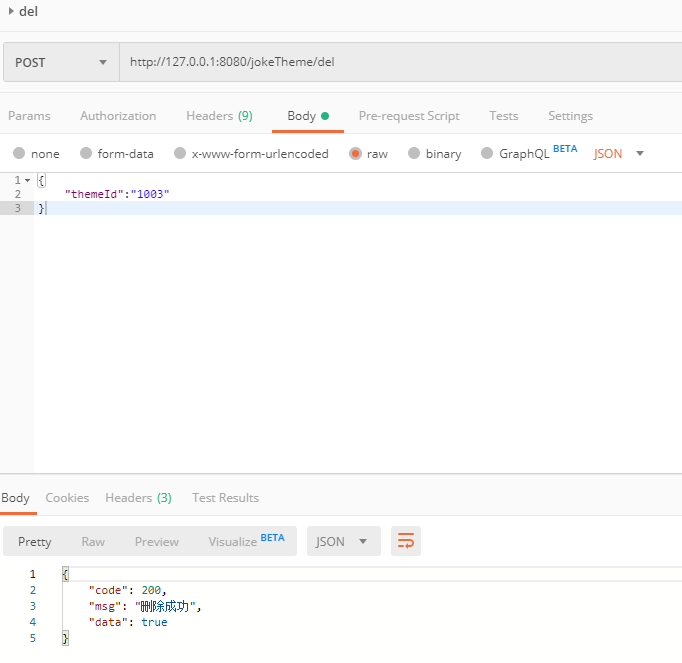 del
POST http://127.0.0.1:8080/jokeTheme/del
Params Authorization Headers (9) Body Pre-request Script Tests Settings
none form-data x-www-form-urlencoded raw binary GraphQL BETA JSON
1 {
2 "themeId":"1003"
3 }
Body Cookies Headers (3) Test Results
Pretty Raw Preview Visualize BETA JSON
1 {
2 "code": 200,
3 "msg": "删除成功",
4 "data": true
5 }